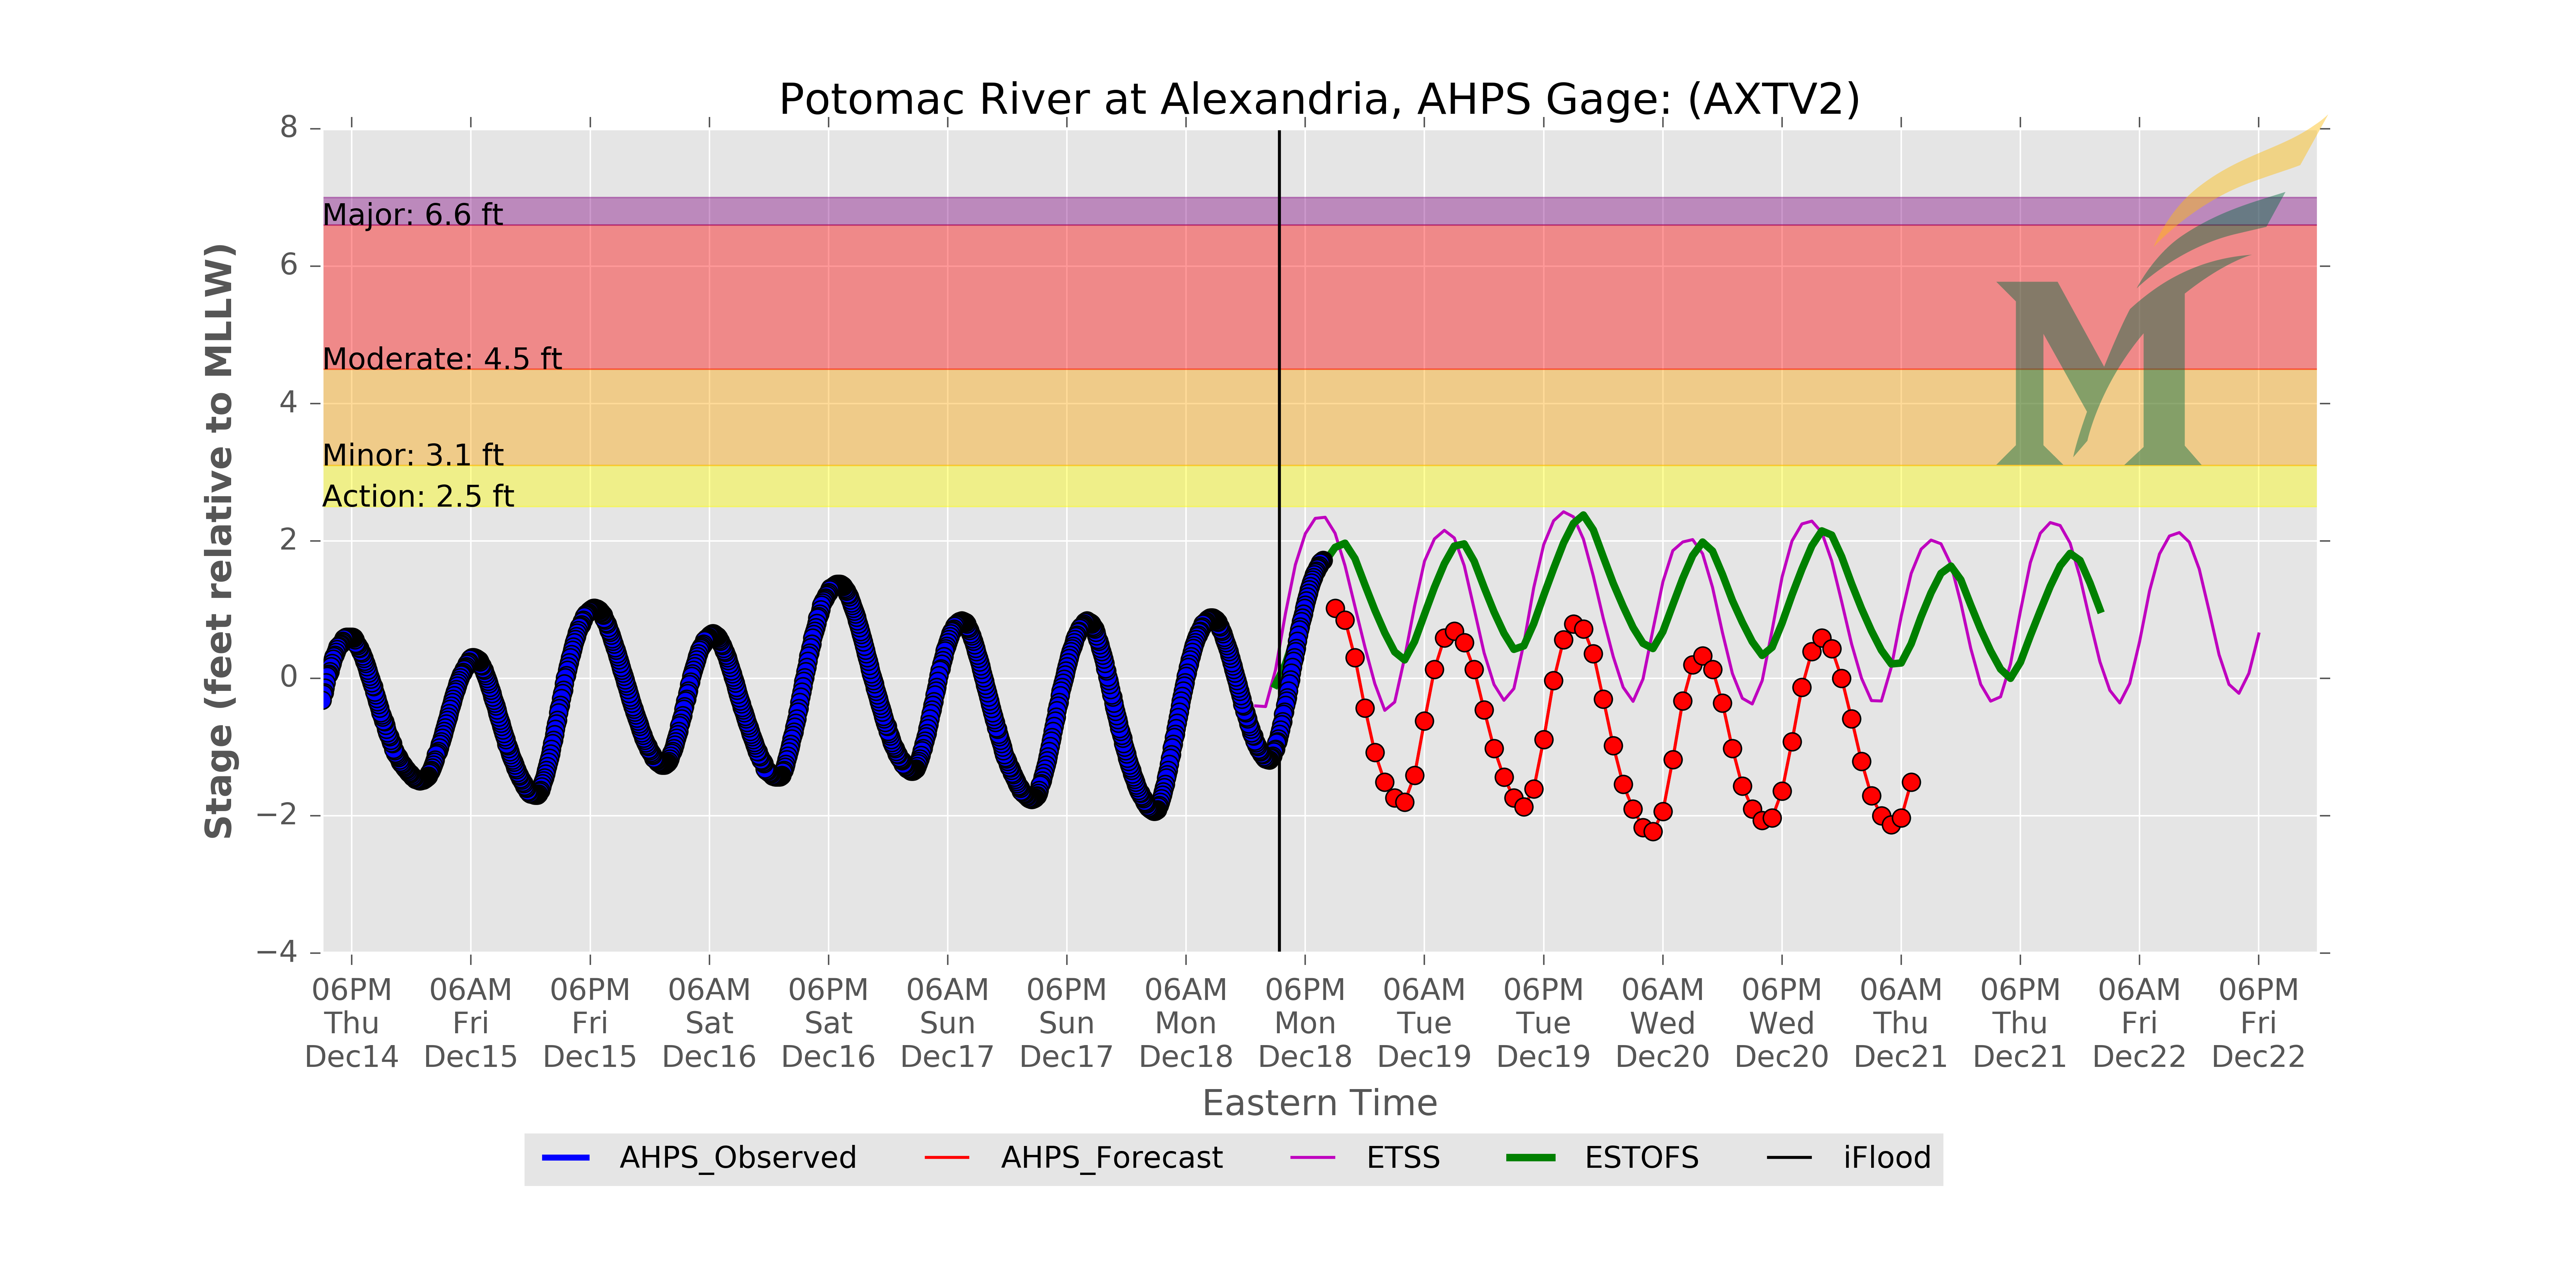 Potomac River at Alexandria, AHPS Gage: (AXTV2)
Stage (feet relative to MLLW)
8
6
4
2
0
−2
−4
Major: 6.6 ft
Moderate: 4.5 ft
Minor: 3.1 ft
Action: 2.5 ft
M
06PM 06AM 06PM 06AM 06PM 06AM 06PM 06AM 06PM 06AM 06PM 06AM 06PM 06AM 06PM 06AM 06PM
Thu Fri Fri Sat Sat Sun Sun Mon Mon Tue Tue Wed Wed Thu Thu Fri Fri
Dec14 Dec15 Dec15 Dec16 Dec16 Dec17 Dec17 Dec18 Dec18 Dec19 Dec19 Dec20 Dec20 Dec21 Dec21 Dec22 Dec22
Eastern Time
AHPS_Observed AHPS_Forecast ETSS ESTOFS iFlood